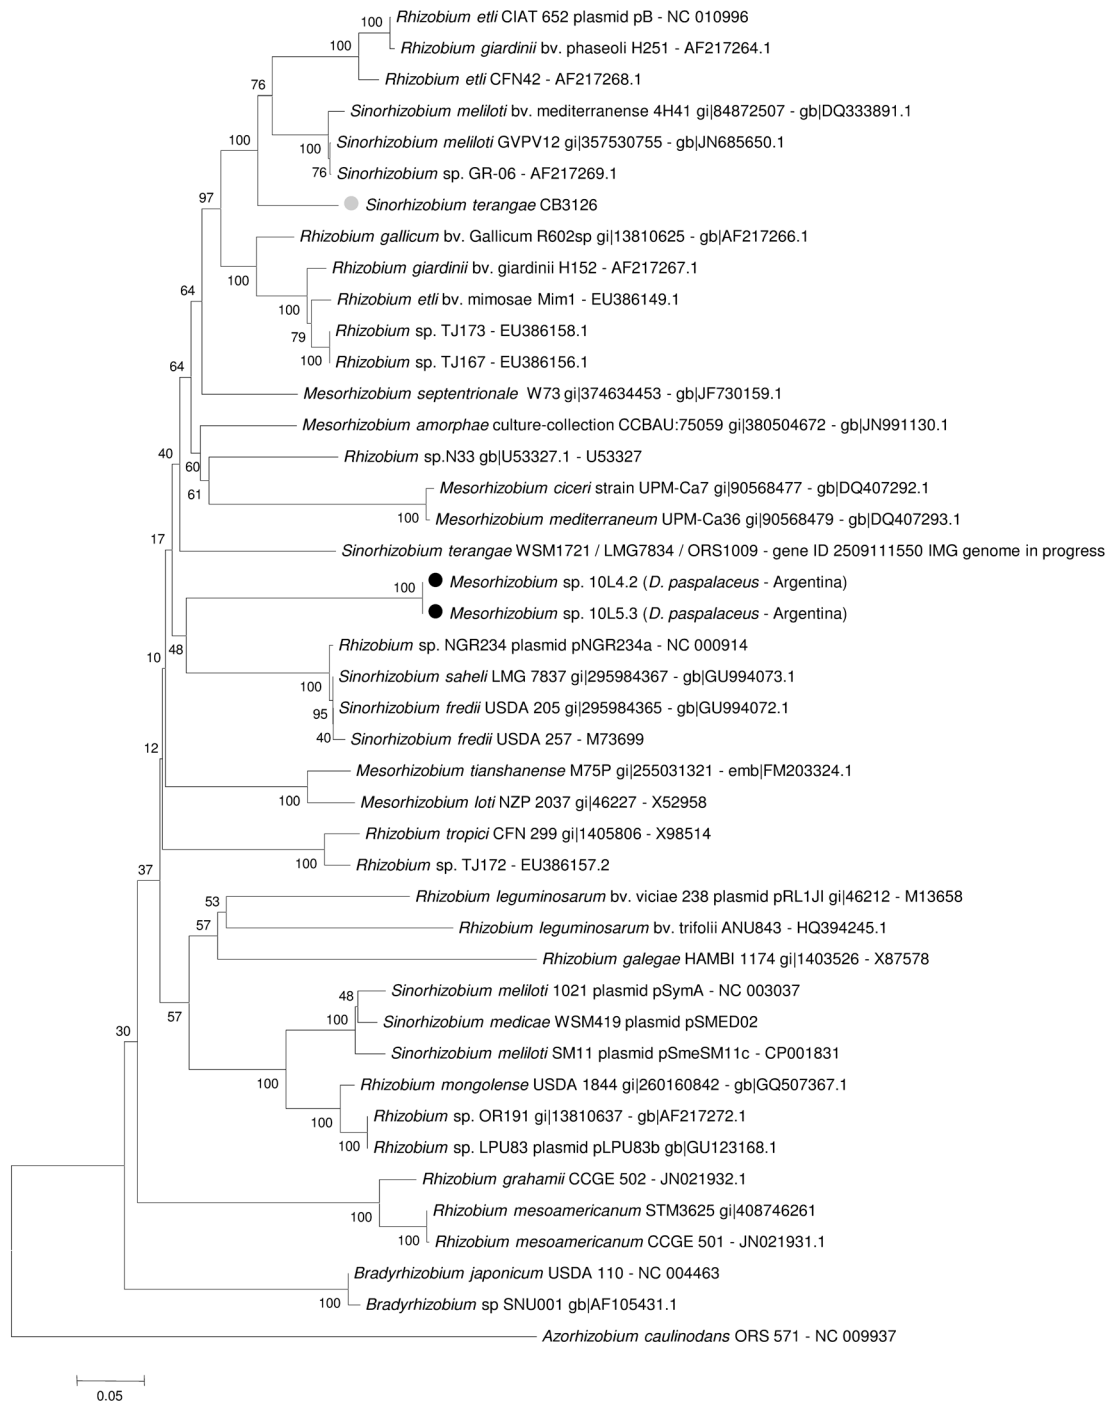 Rhizobium etli CIAT 652 plasmid pB - NC 010996
100
Rhizobium giardinii bv. phaseoli H251 - AF217264.1
100
Rhizobium etli CFN42 - AF217268.1
76
Sinorhizobium meliloti bv. mediterranense 4H41 gi|84872507 - gb|DQ333891.1
100
Sinorhizobium meliloti GVPV12 gi|357530755 - gb|JN685650.1
100
76
Sinorhizobium sp. GR-06 - AF217269.1
97
Sinorhizobium terangae CB3126
Rhizobium gallicum bv. Gallicum R602sp gi|13810625 - gb|AF217266.1
Rhizobium giardinii bv. giardinii H152 - AF217267.1
100
64
Rhizobium etli bv. mimosae Mim1 - EU386149.1
100
Rhizobium sp. TJ173 - EU386158.1
79
100
Rhizobium sp. TJ167 - EU386156.1
64
Mesorhizobium septentrionale W73 gi|374634453 - gb|JF730159.1
Mesorhizobium amorphae culture-collection CCBAU:75059 gi|380504672 - gb|JN991130.1
40
Rhizobium sp.N33 gb|U53327.1 - U53327
60
Mesorhizobium ciceri strain UPM-Ca7 gi|90568477 - gb|DQ407292.1
61
100
Mesorhizobium mediterraneum UPM-Ca36 gi|90568479 - gb|DQ407293.1
17
Sinorhizobium terangae WSM1721 / LMG7834 / ORS1009 - gene ID 2509111550 IMG genome in progress
Mesorhizobium sp. 10L4.2 (D. paspalaceus - Argentina)
100
Mesorhizobium sp. 10L5.3 (D. paspalaceus - Argentina)
Rhizobium sp. NGR234 plasmid pNGR234a - NC 000914
48
10
Sinorhizobium saheli LMG 7837 gi|295984367 - gb|GU994073.1
100
Sinorhizobium fredii USDA 205 gi|295984365 - gb|GU994072.1
95
40
Sinorhizobium fredii USDA 257 - M73699
12
Mesorhizobium tianshanense M75P gi|255031321 - emb|FM203324.1
100
Mesorhizobium loti NZP 2037 gi|46227 - X52958
Rhizobium tropici CFN 299 gi|1405806 - X98514
100
Rhizobium sp. TJ172 - EU386157.2
37
Rhizobium leguminosarum bv. viciae 238 plasmid pRL1JI gi|46212 - M13658
53
57
Rhizobium leguminosarum bv. trifolii ANU843 - HQ394245.1
Rhizobium galegae HAMBI 1174 gi|1403526 - X87578
Sinorhizobium meliloti 1021 plasmid pSymA - NC 003037
48
57
100
Sinorhizobium medicae WSM419 plasmid pSMED02
30
Sinorhizobium meliloti SM11 plasmid pSmeSM11c - CP001831
100
Rhizobium mongolense USDA 1844 gi|260160842 - gb|GQ507367.1
Rhizobium sp. OR191 gi|13810637 - gb|AF217272.1
100
100
Rhizobium sp. LPU83 plasmid pLPU83b gb|GU123168.1
Rhizobium grahamii CCGE 502 - JN021932.1
Rhizobium mesoamericanum STM3625 gi|408746261
100
100
Rhizobium mesoamericanum CCGE 501 - JN021931.1
Bradyrhizobium japonicum USDA 110 - NC 004463
100
Bradyrhizobium sp SNU001 gb|AF105431.1
Azorhizobium caulinodans ORS 571 - NC 009937
0.05